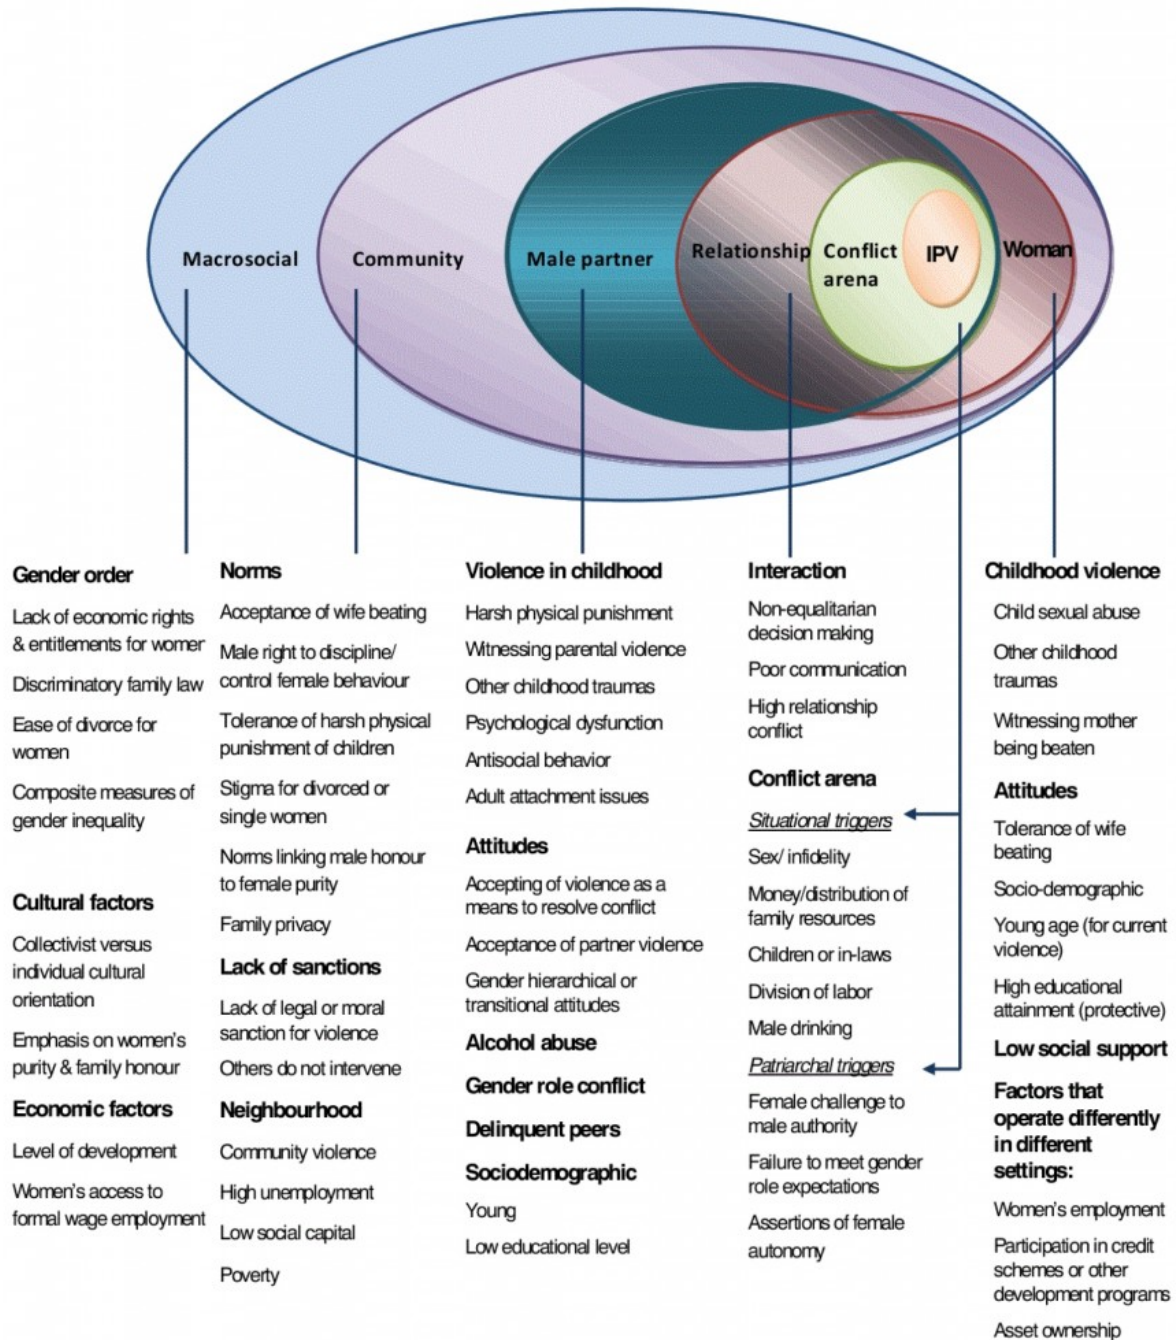 Macrosocial
Community
Male partner
Relationship
Conflict
arena
IPV
Woman
Gender order
Lack of economic rights
& entitlements for women
Discriminatory family law
Ease of divorce for
women
Composite measures of
gender inequality
Cultural factors
Collectivist versus
individual cultural
orientation
Emphasis on women's
purity & family honour
Economic factors
Level of development
Women's access to
formal wage employment
Norms
Acceptance of wife beating
Male right to discipline/
control female behaviour
Tolerance of harsh physical
punishment of children
Stigma for divorced or
single women
Norms linking male honour
to female purity
Family privacy
Lack of sanctions
Lack of legal or moral
sanction for violence
Others do not intervene
Neighbourhood
Community violence
High unemployment
Low social capital
Poverty
Violence in childhood
Harsh physical punishment
Witnessing parental violence
Other childhood traumas
Psychological dysfunction
Antisocial behavior
Adult attachment issues
Attitudes
Accepting of violence as a
means to resolve conflict
Acceptance of partner violence
Gender hierarchical or
transitional attitudes
Alcohol abuse
Gender role conflict
Delinquent peers
Sociodemographic
Young
Low educational level
Interaction
Non-equalitarian
decision making
Poor communication
High relationship
conflict
Conflict arena
Situational triggers
Sex/ infidelity
Money/distribution of
family resources
Children or in-laws
Division of labor
Male drinking
Patriarchal triggers
Female challenge to
male authority
Failure to meet gender
role expectations
Assertions of female
autonomy
Childhood violence
Child sexual abuse
Other childhood
traumas
Witnessing mother
being beaten
Attitudes
Tolerance of wife
beating
Socio-demographic
Young age (for current
violence)
High educational
attainment (protective)
Low social support
Factors that
operate differently
in different
settings:
Women's employment
Participation in credit
schemes or other
development programs
Asset ownership